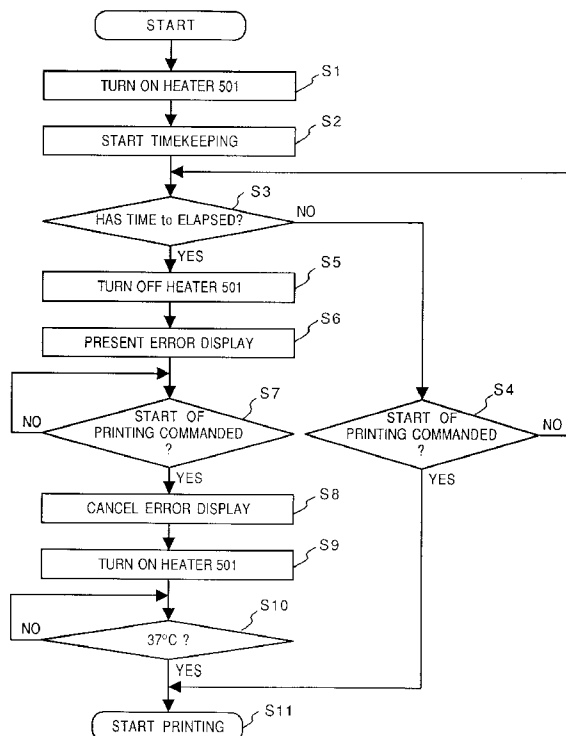 START
S1
TURN ON HEATER 501
S2
START TIMEKEEPING
S3
HAS TIME to ELAPSED?
NO
YES
S5
TURN OFF HEATER 501
S6
PRESENT ERROR DISPLAY
S7
START OF
PRINTING COMMANDED
?
NO
YES
S4
START OF
PRINTING COMMANDED
?
NO
YES
S8
CANCEL ERROR DISPLAY
S9
TURN ON HEATER 501
S10
37°C ?
NO
YES
S11
START PRINTING